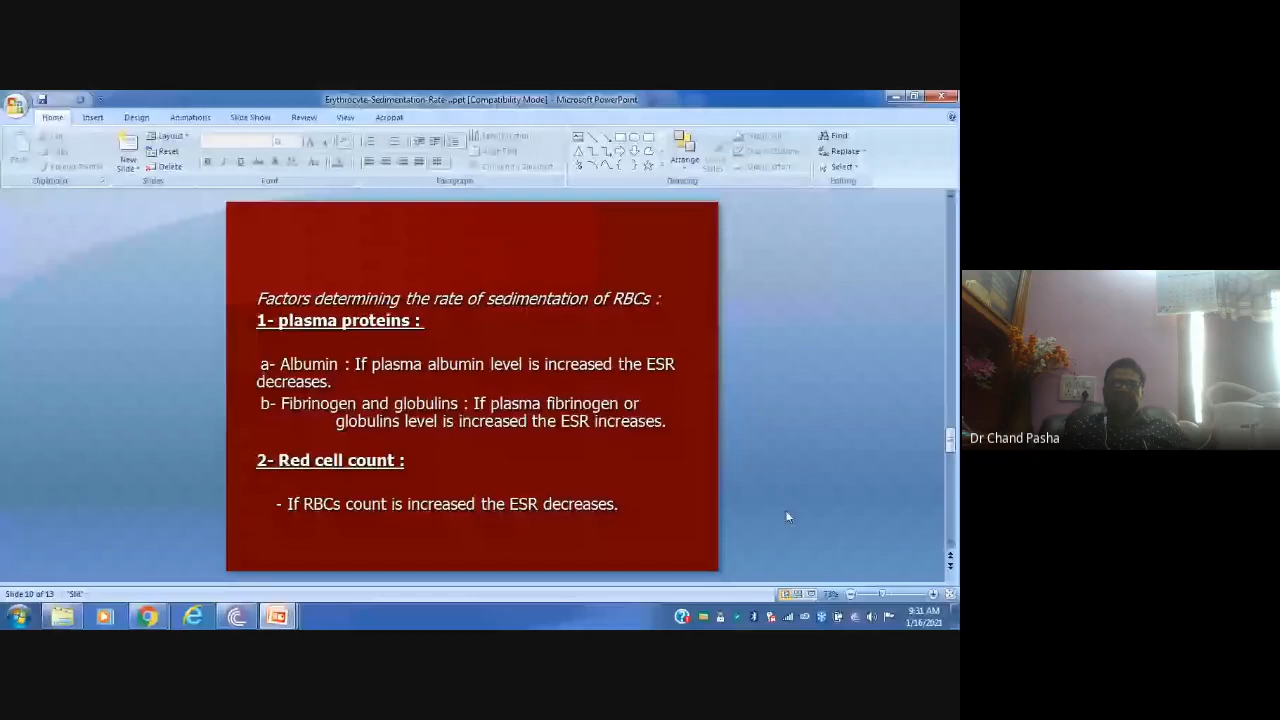 Erythrocyte-Sedimentation-Rate-..ppt [Compatibility Mode] - Microsoft PowerPoint
Home Insert Design Animations Slide Show Review View Acrobat
Layout
Reset
Delete
New Slide
Arrange
Find
Replace
Select
Clipboard Slides Font Paragraph Drawing Editing
Factors determining the rate of sedimentation of RBCs :
1- plasma proteins :
a- Albumin : If plasma albumin level is increased the ESR
decreases.
b- Fibrinogen and globulins : If plasma fibrinogen or
globulins level is increased the ESR increases.
2- Red cell count :
- If RBCs count is increased the ESR decreases.
Dr Chand Pasha
Slide 10 of 13
73%
9:31 AM
1/16/2021